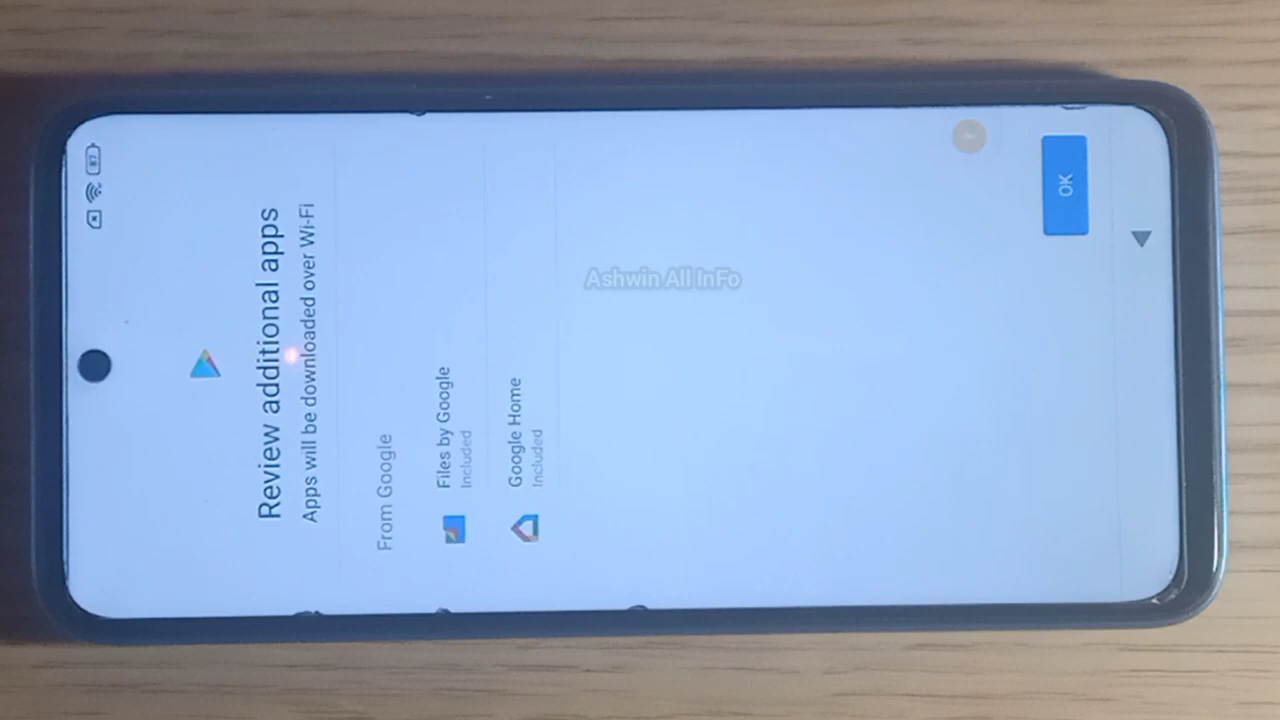 87
Review additional apps
Apps will be downloaded over Wi-Fi
From Google
Files by Google
Included
Google Home
Included
OK
Ashwin All InFo